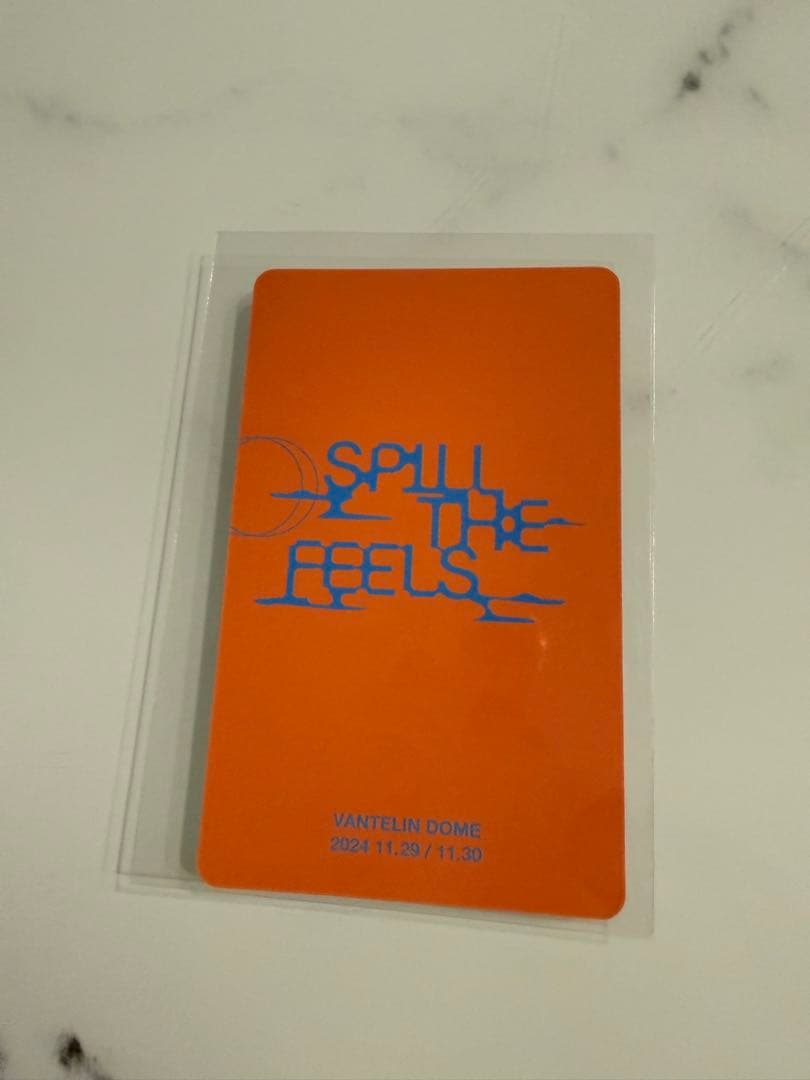 SPILL
THE
FEELS
VANTELIN DOME
2024 11.29 / 11.30